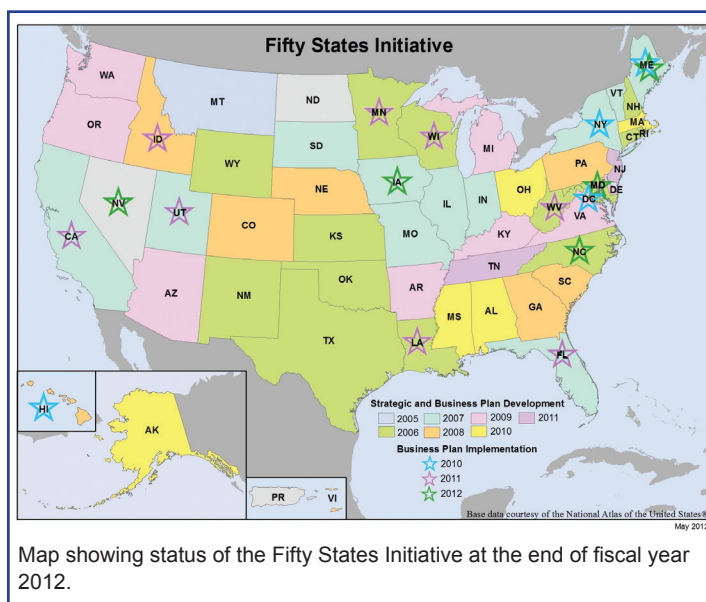 Fifty States Initiative
WA
MT
ND
MN
ME
OR
ID
WI
VT
NH
SD
NY
MA
WY
MI
CT RI
IA
PA
NJ
NE
OH
MD
DE
NV
UT
IL
IN
DC
WV
CO
VA
CA
KS
MO
KY
NC
TN
AZ
NM
OK
AR
SC
MS
AL
GA
TX
LA
FL
HI
AK
PR
VI
Strategic and Business Plan Development
2005 2007 2009 2011
2006 2008 2010
Business Plan Implementation
2010
2011
2012
Base data courtesy of the National Atlas of the United States®
May 2012
Map showing status of the Fifty States Initiative at the end of fiscal year
2012.